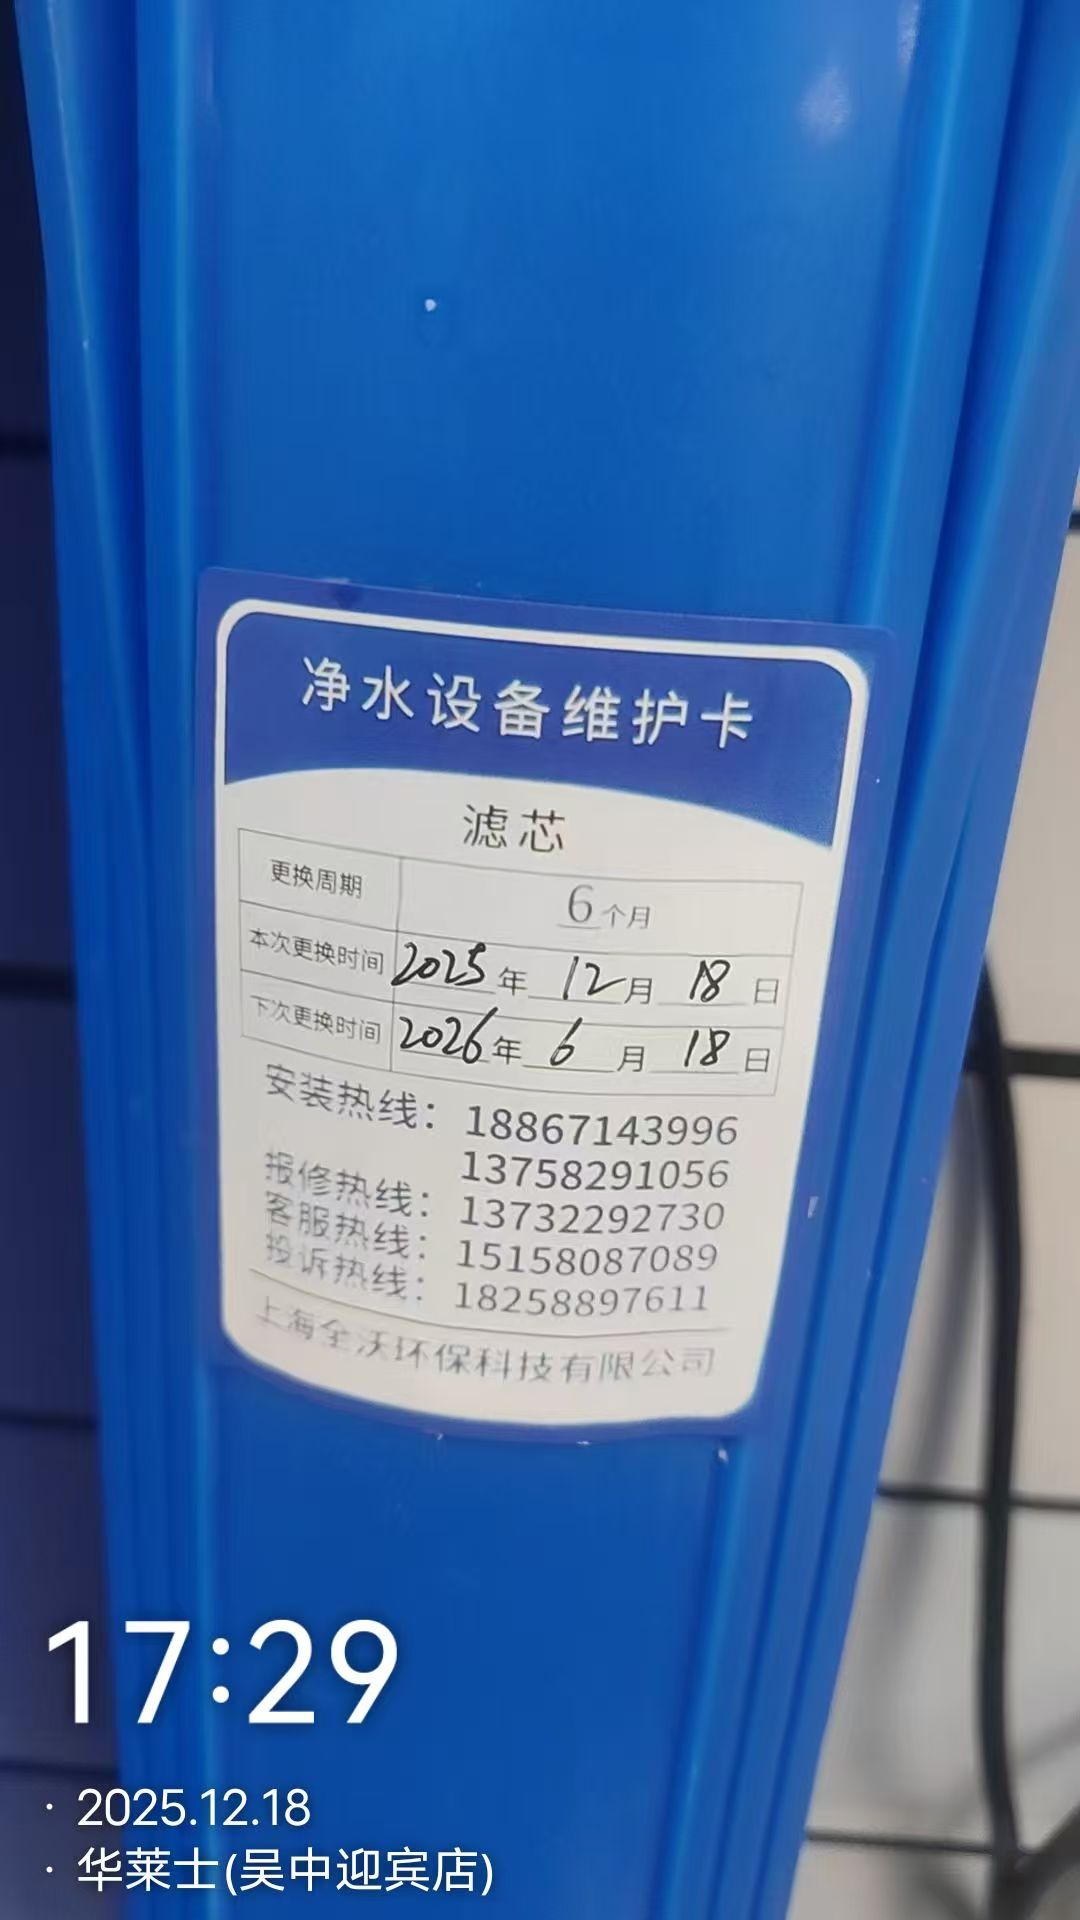 净水设备维护卡
滤芯
更换周期 6个月
本次更换时间 2025年12月18日
下次更换时间 2026年6月18日
安装热线：18867143996
13758291056
报修热线：13732292730
客服热线：15158087089
投诉热线：18258897611
上海全沃环保科技有限公司
17:29
· 2025.12.18
· 华莱士(吴中迎宾店)